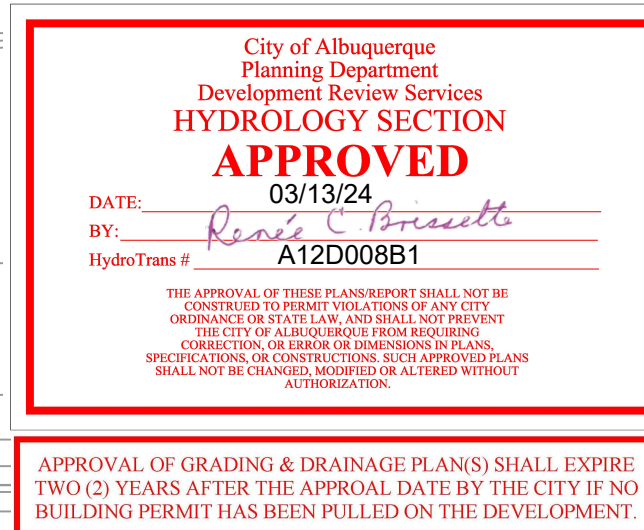 City of Albuquerque
Planning Department
Development Review Services
HYDROLOGY SECTION
APPROVED
DATE: 03/13/24
BY: Renée C. Brissette
HydroTrans # A12D008B1
THE APPROVAL OF THESE PLANS/REPORT SHALL NOT BE
CONSTRUED TO PERMIT VIOLATIONS OF ANY CITY
ORDINANCE OR STATE LAW, AND SHALL NOT PREVENT
THE CITY OF ALBUQUERQUE FROM REQUIRING
CORRECTION, OR ERROR OR DIMENSIONS IN PLANS,
SPECIFICATIONS, OR CONSTRUCTIONS. SUCH APPROVED PLANS
SHALL NOT BE CHANGED, MODIFIED OR ALTERED WITHOUT
AUTHORIZATION.
APPROVAL OF GRADING & DRAINAGE PLAN(S) SHALL EXPIRE
TWO (2) YEARS AFTER THE APPROAL DATE BY THE CITY IF NO
BUILDING PERMIT HAS BEEN PULLED ON THE DEVELOPMENT.